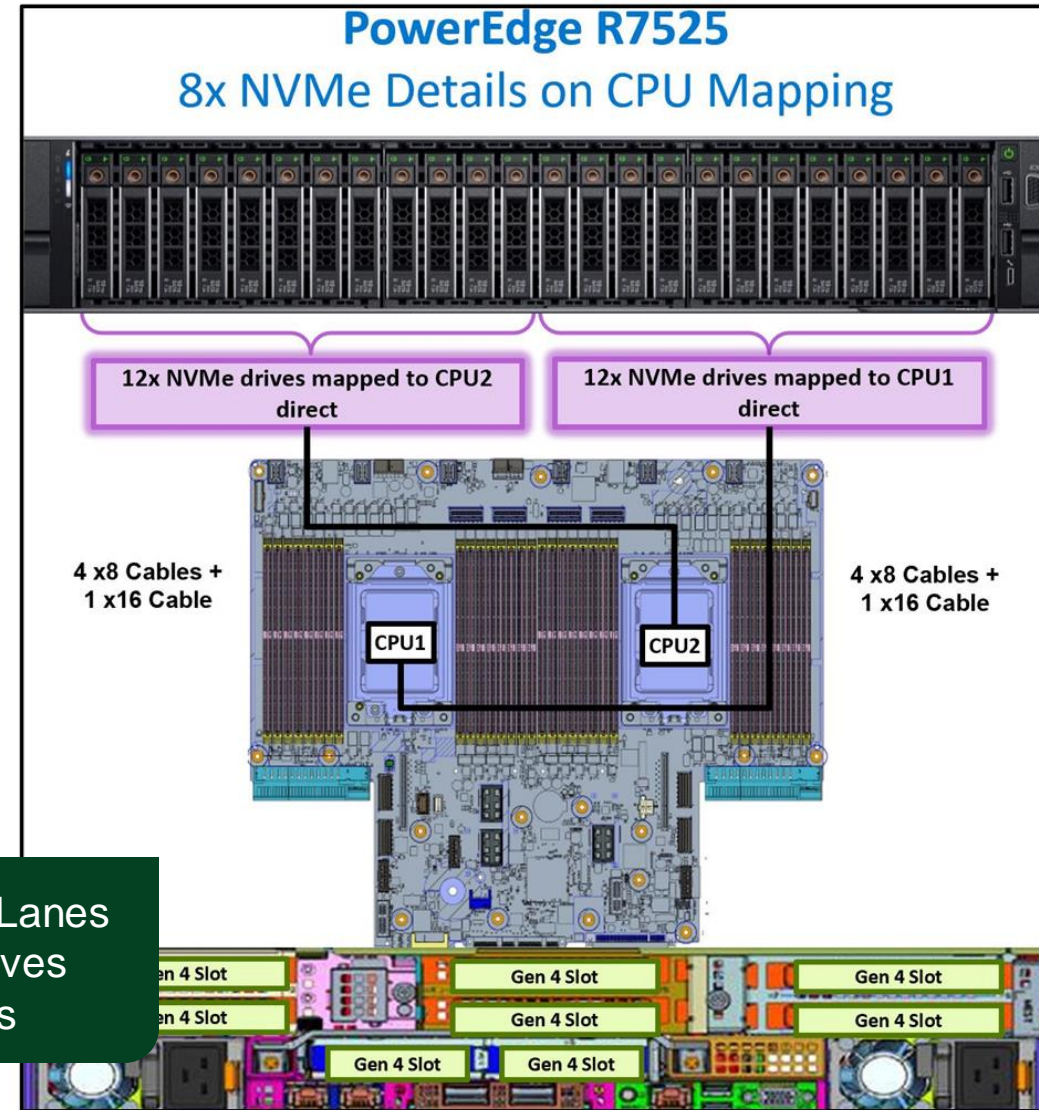 PowerEdge R7525
8x NVMe Details on CPU Mapping
12x NVMe drives mapped to CPU2
direct
12x NVMe drives mapped to CPU1
direct
4 x8 Cables +
1 x16 Cable
4 x8 Cables +
1 x16 Cable
CPU1
CPU2
Lanes
en 4 Slot
Gen 4 Slot
Gen 4 Slot
en 4 Slot
Gen 4 Slot
Gen 4 Slot
Gen 4 Slot
Gen 4 Slot